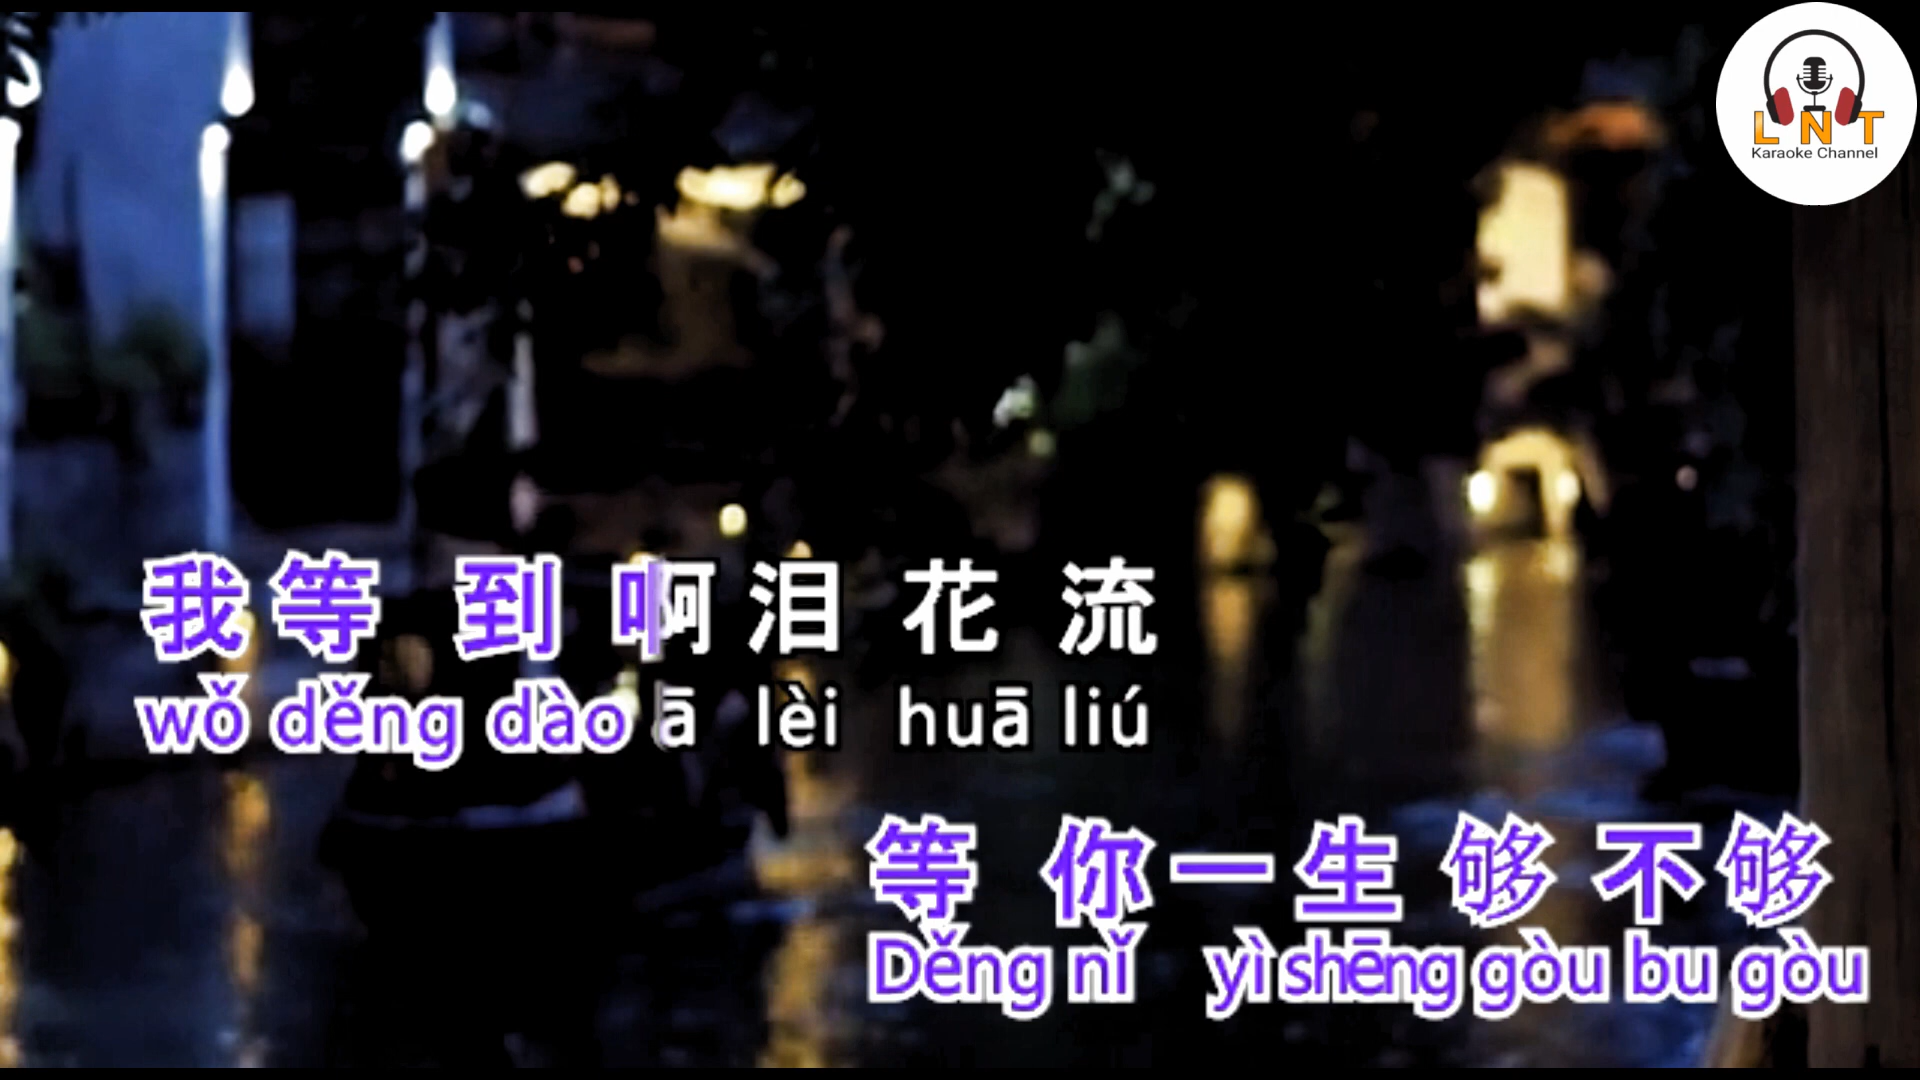 L N T
Karaoke Channel
我等到啊泪花流
wǒ děng dào ā lèi huā liú
等你一生够不够
Děng nǐ yì shēng gòu bu gòu